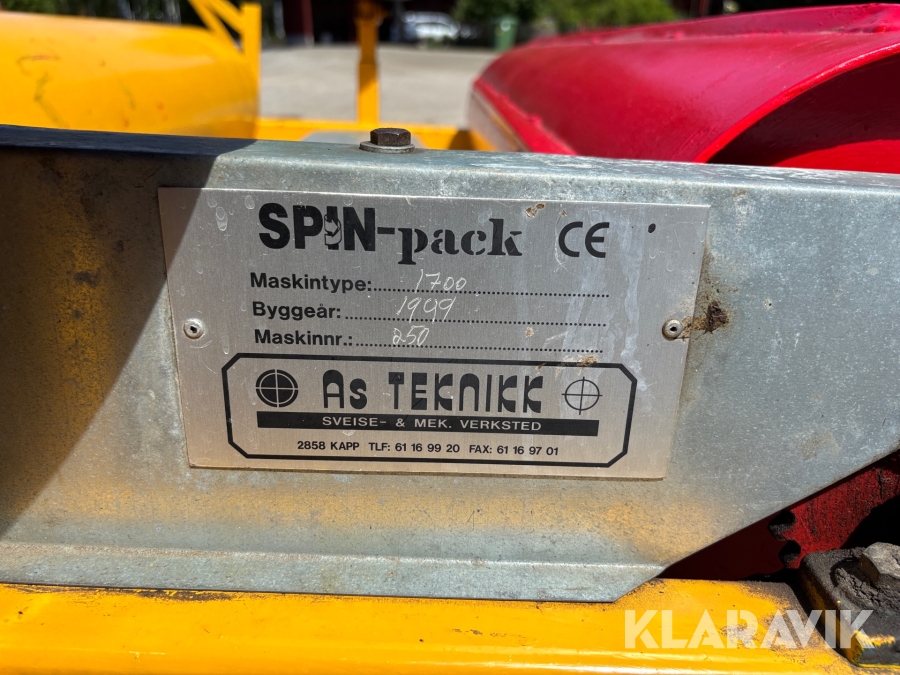 SPIN-pack CE
Maskintype: 1700
Byggeår: 1999
Maskinnr.: 250
As TEKNIKK
SVEISE- & MEK. VERKSTED
2858 KAPP TLF: 61 16 99 20 FAX: 61 16 97 01
KLARAVIK